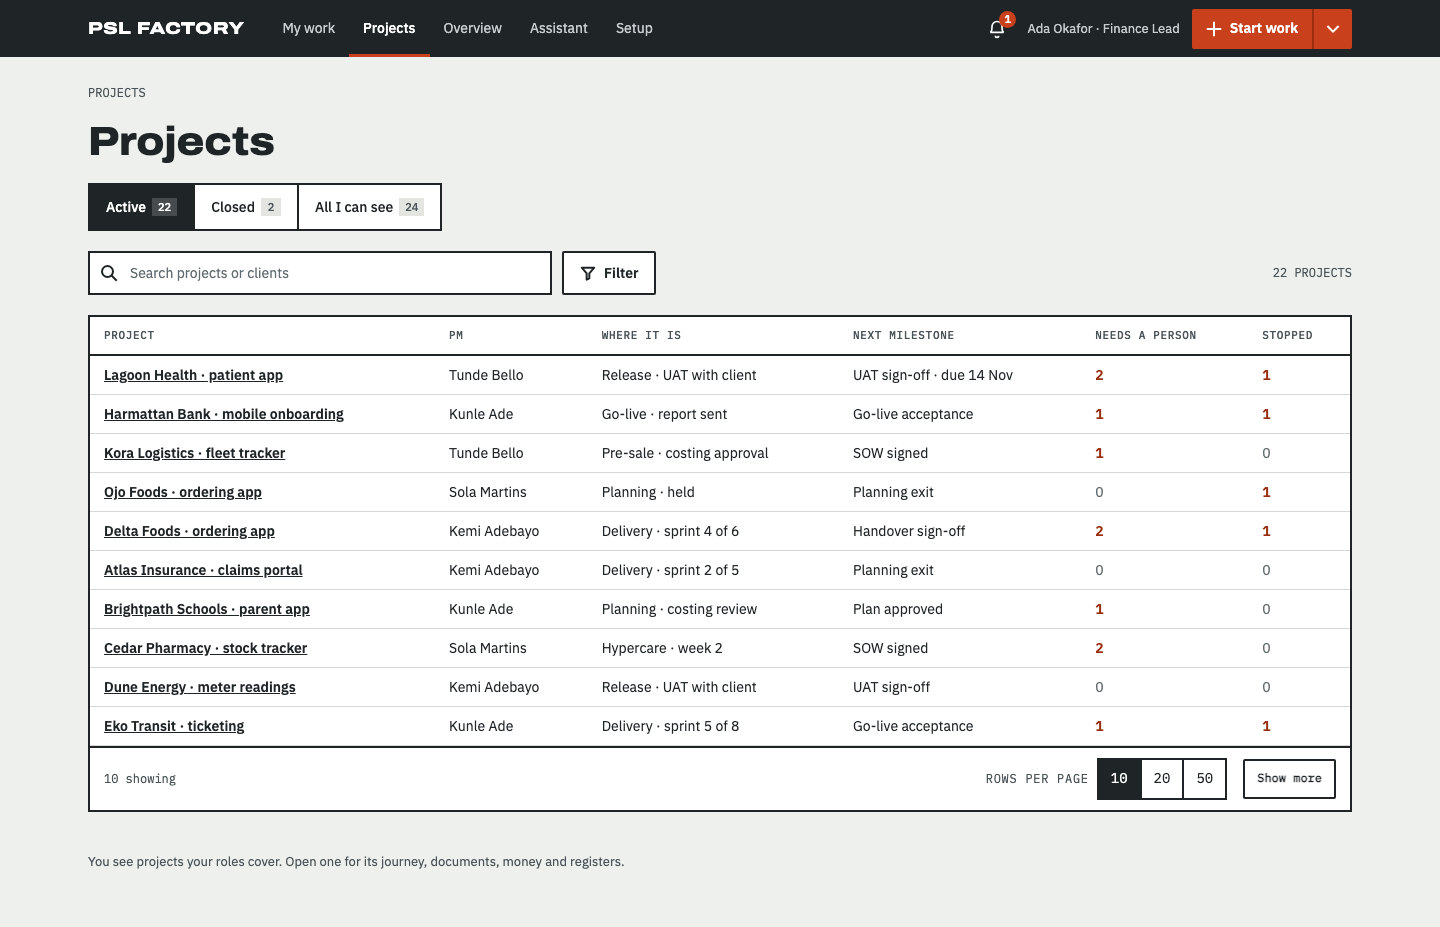 PSL FACTORY My work Projects Overview Assistant Setup 1 Ada Okafor · Finance Lead Start work
PROJECTS
Projects
Active 22 Closed 2 All I can see 24
Search projects or clients Filter 22 PROJECTS
PROJECT PM WHERE IT IS NEXT MILESTONE NEEDS A PERSON STOPPED
Lagoon Health · patient app Tunde Bello Release · UAT with client UAT sign-off · due 14 Nov 2 1
Harmattan Bank · mobile onboarding Kunle Ade Go-live · report sent Go-live acceptance 1 1
Kora Logistics · fleet tracker Tunde Bello Pre-sale · costing approval SOW signed 1 0
Ojo Foods · ordering app Sola Martins Planning · held Planning exit 0 1
Delta Foods · ordering app Kemi Adebayo Delivery · sprint 4 of 6 Handover sign-off 2 1
Atlas Insurance · claims portal Kemi Adebayo Delivery · sprint 2 of 5 Planning exit 0 0
Brightpath Schools · parent app Kunle Ade Planning · costing review Plan approved 1 0
Cedar Pharmacy · stock tracker Sola Martins Hypercare · week 2 SOW signed 2 0
Dune Energy · meter readings Kemi Adebayo Release · UAT with client UAT sign-off 0 0
Eko Transit · ticketing Kunle Ade Delivery · sprint 5 of 8 Go-live acceptance 1 1
10 showing ROWS PER PAGE 10 20 50 Show more
You see projects your roles cover. Open one for its journey, documents, money and registers.